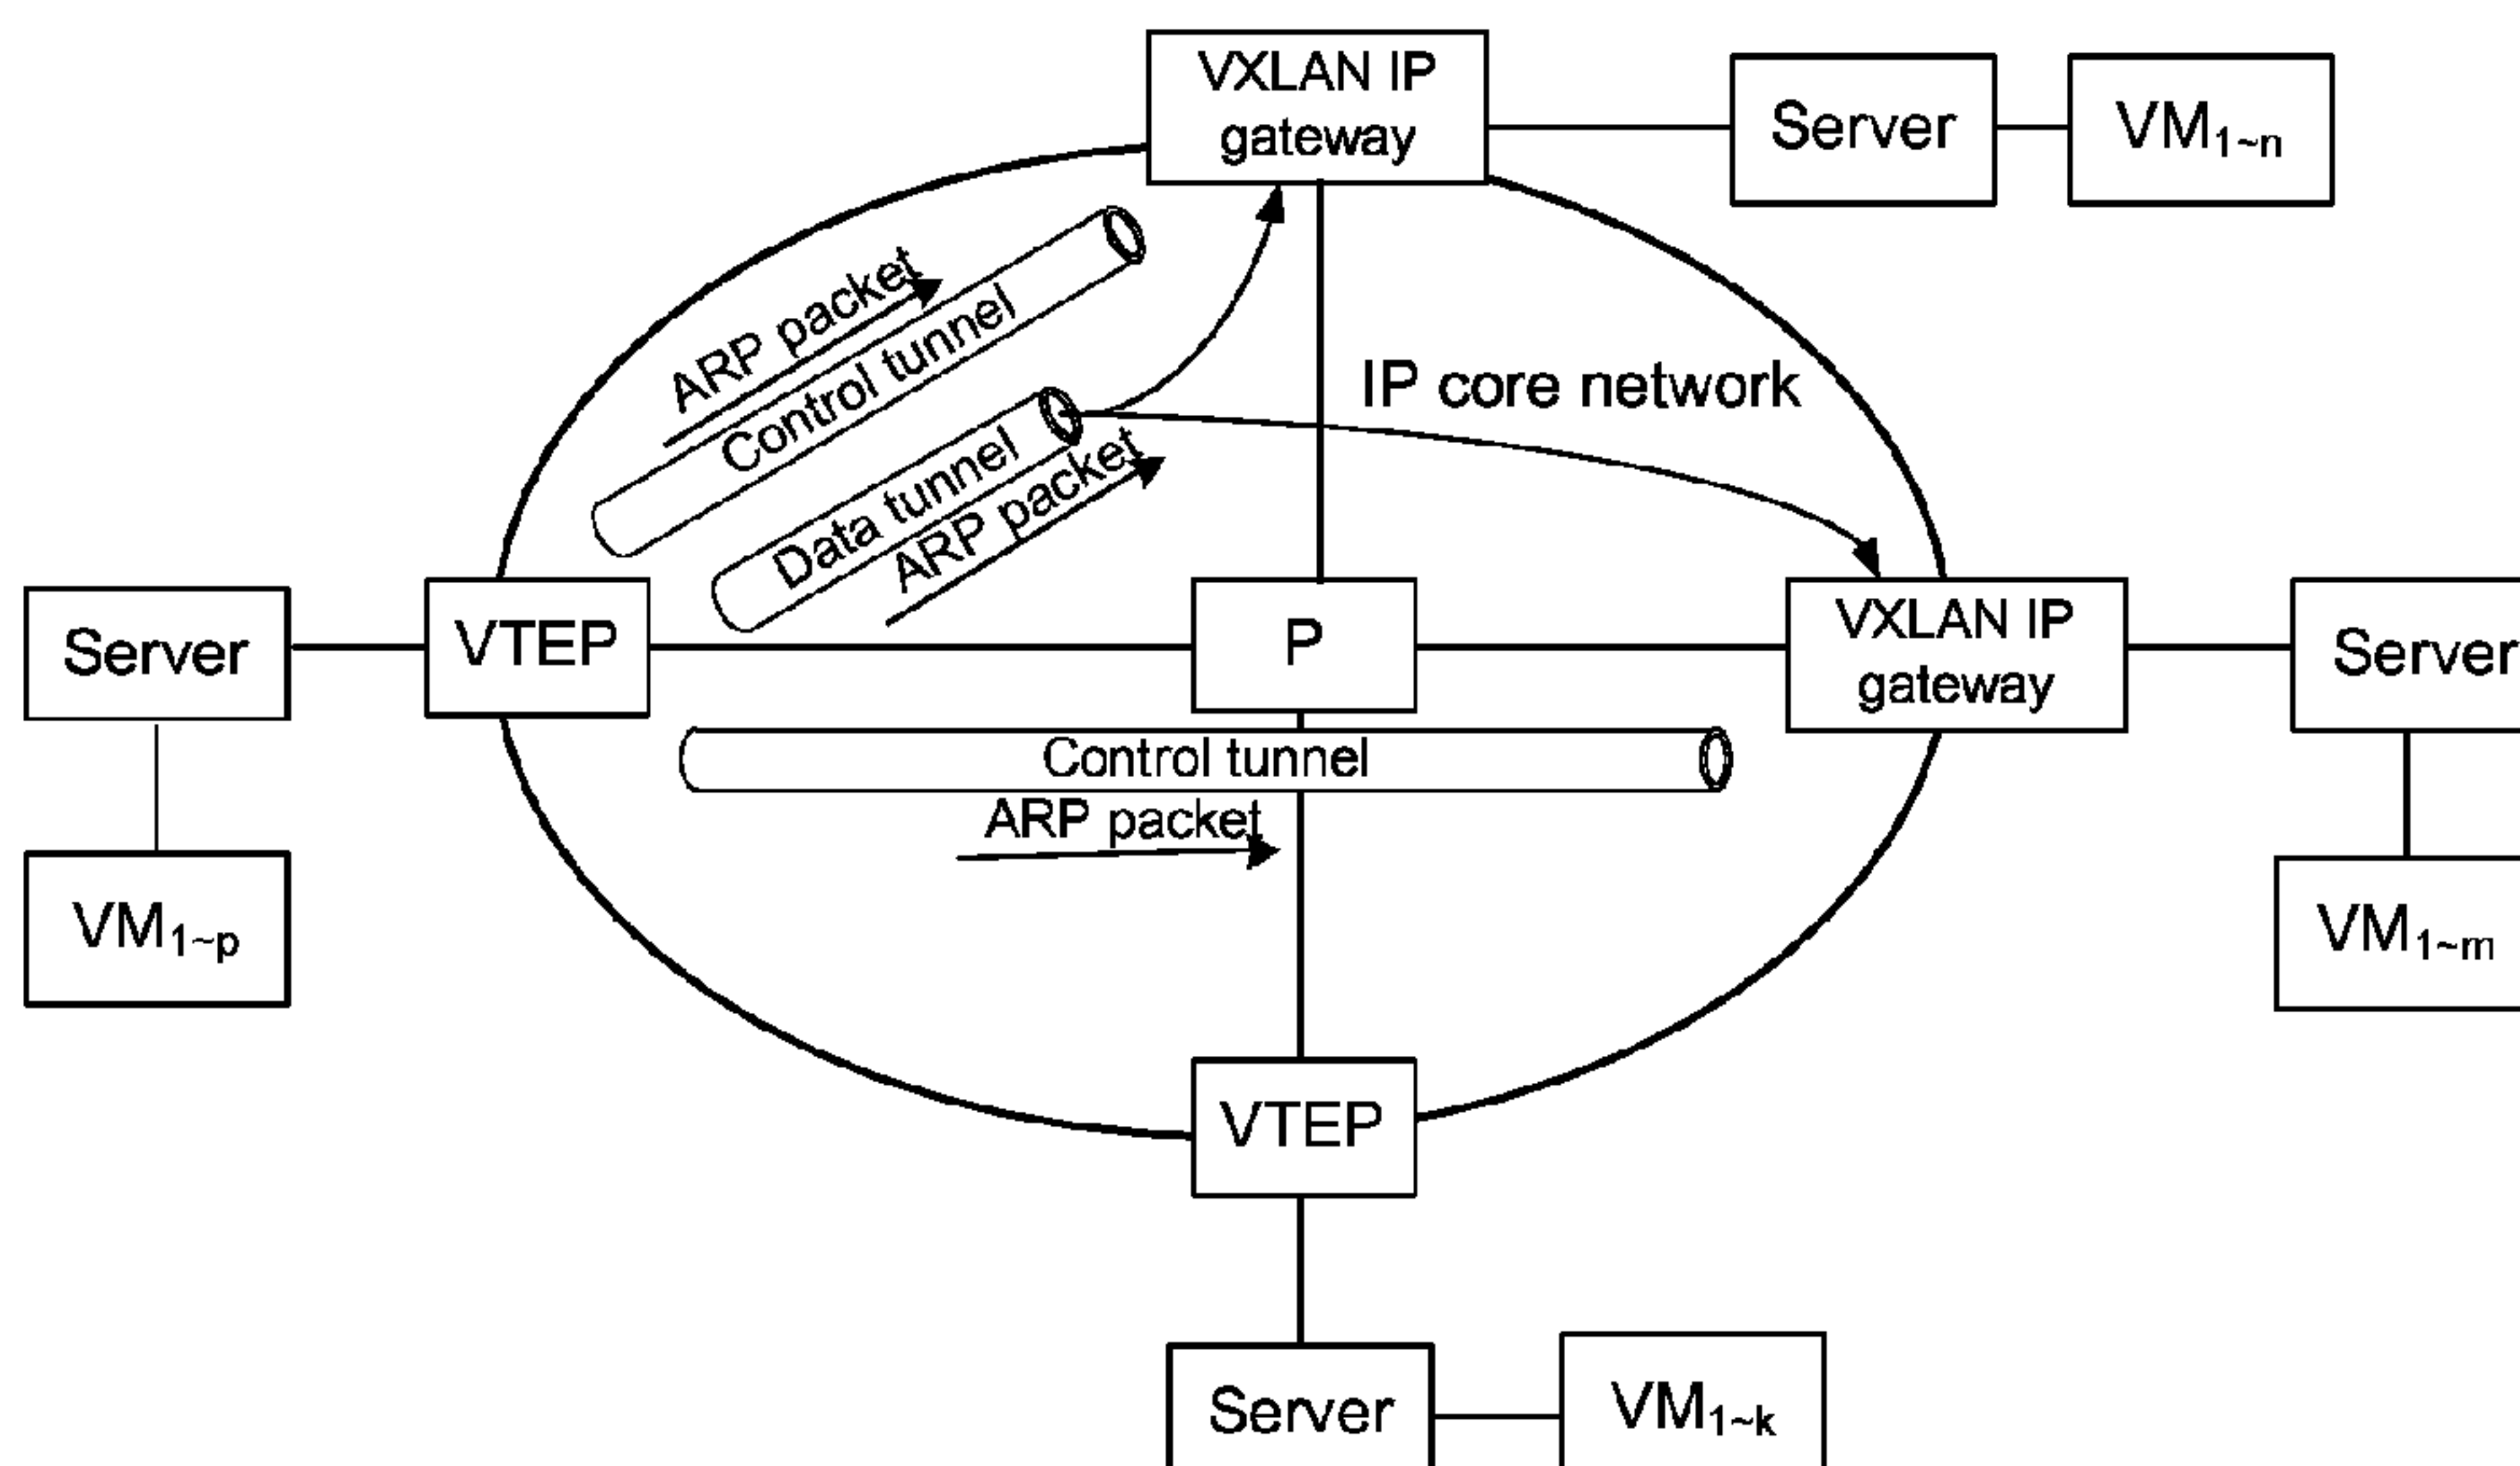 VXLAN IP
gateway
Server
VM1~n
ARP packet
Control tunnel
IP core network
Data tunnel
ARP packet
Server
VTEP
P
VXLAN IP
gateway
Server
Control tunnel
ARP packet
VM1~p
VM1~m
VTEP
Server
VM1~k